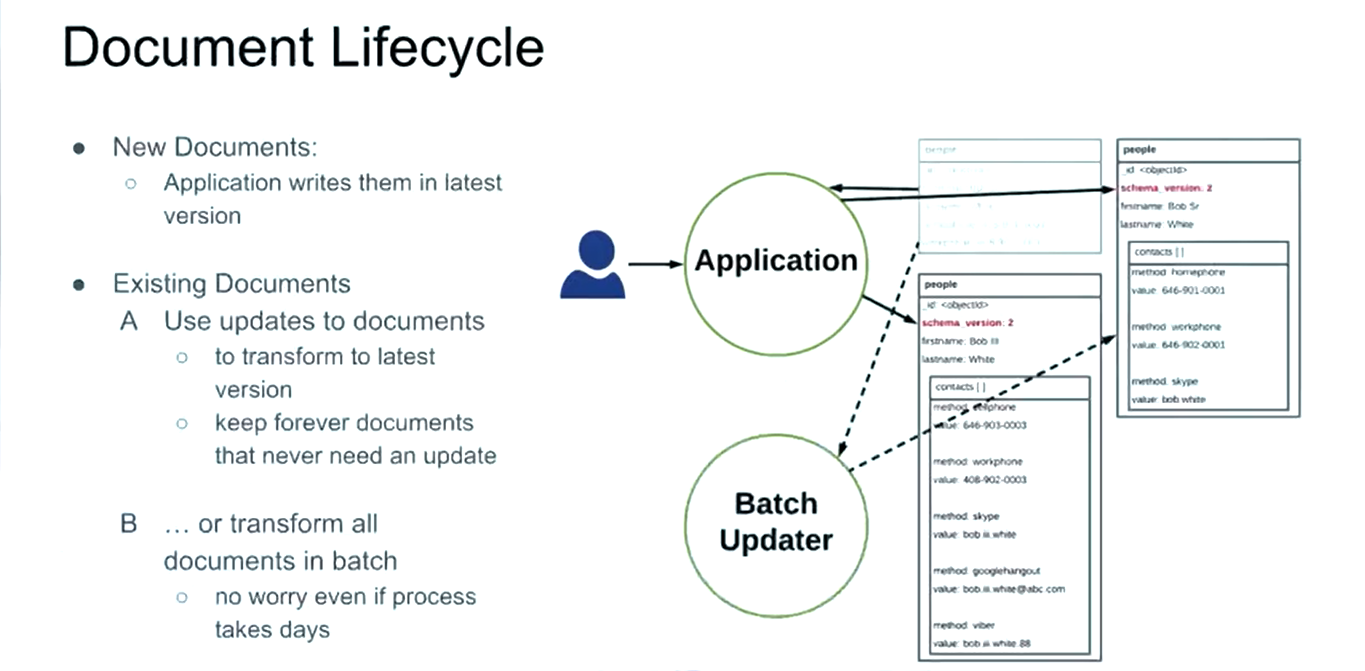 Document Lifecycle
● New Documents:
○ Application writes them in latest
version
● Existing Documents
A Use updates to documents
○ to transform to latest
version
○ keep forever documents
that never need an update
B … or transform all
documents in batch
○ no worry even if process
takes days
Application
Batch
Updater
people
people
_id: <objectId>
schema_version: 2
firstname: Bob III
lastname: White
contacts [ ]
method: cellphone
value: 646-903-0003
method: workphone
value: 408-902-0003
method: skype
value: bob.iii.white
method: googlehangout
value: bob.iii.white@abc.com
method: viber
value: bob.iii.white.88
people
_id: <objectId>
schema_version: 2
firstname: Bob Sr
lastname: White
contacts [ ]
method: homephone
value: 646-901-0001
method: workphone
value: 646-902-0001
method: skype
value: bob.white